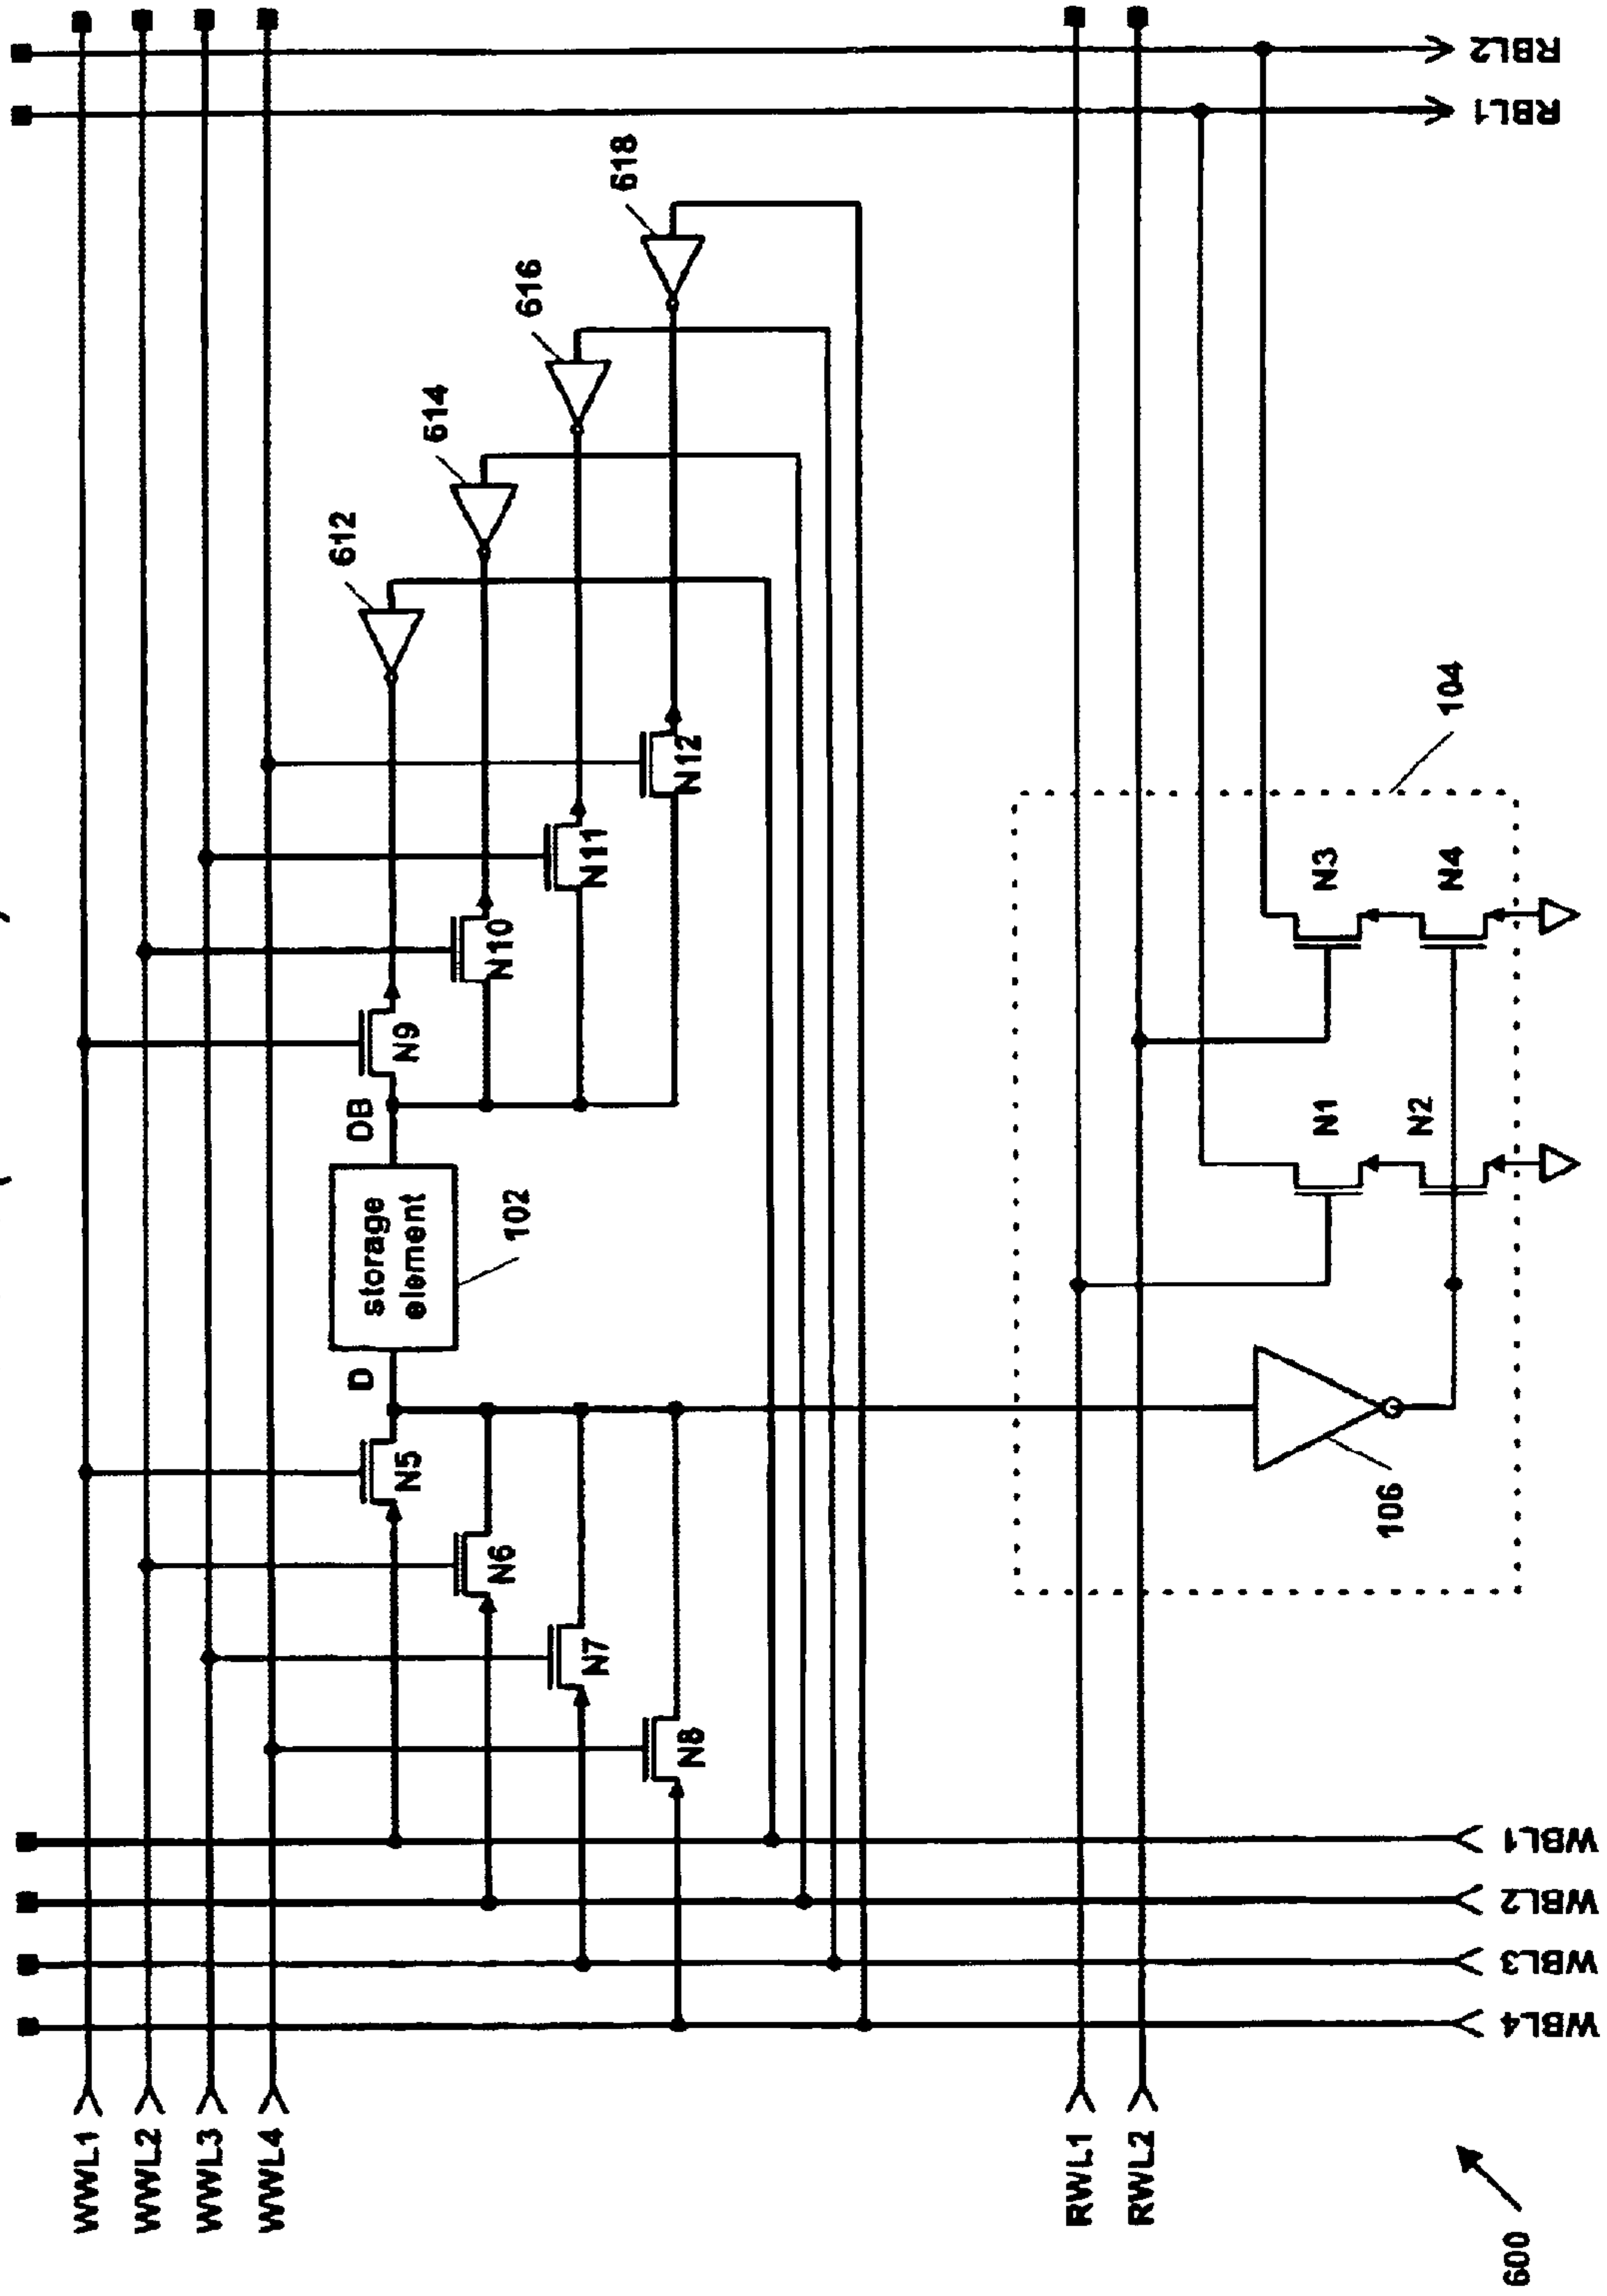 WWL1
WWL2
WWL3
WWL4
RWL1
RWL2
600
WBL4
WBL3
WBL2
WBL1
N5
N6
N7
N8
D
storage
element
102
DB
N9
N10
N11
N12
612
614
616
618
106
N1
N2
N3
N4
104
RBL1
RBL2